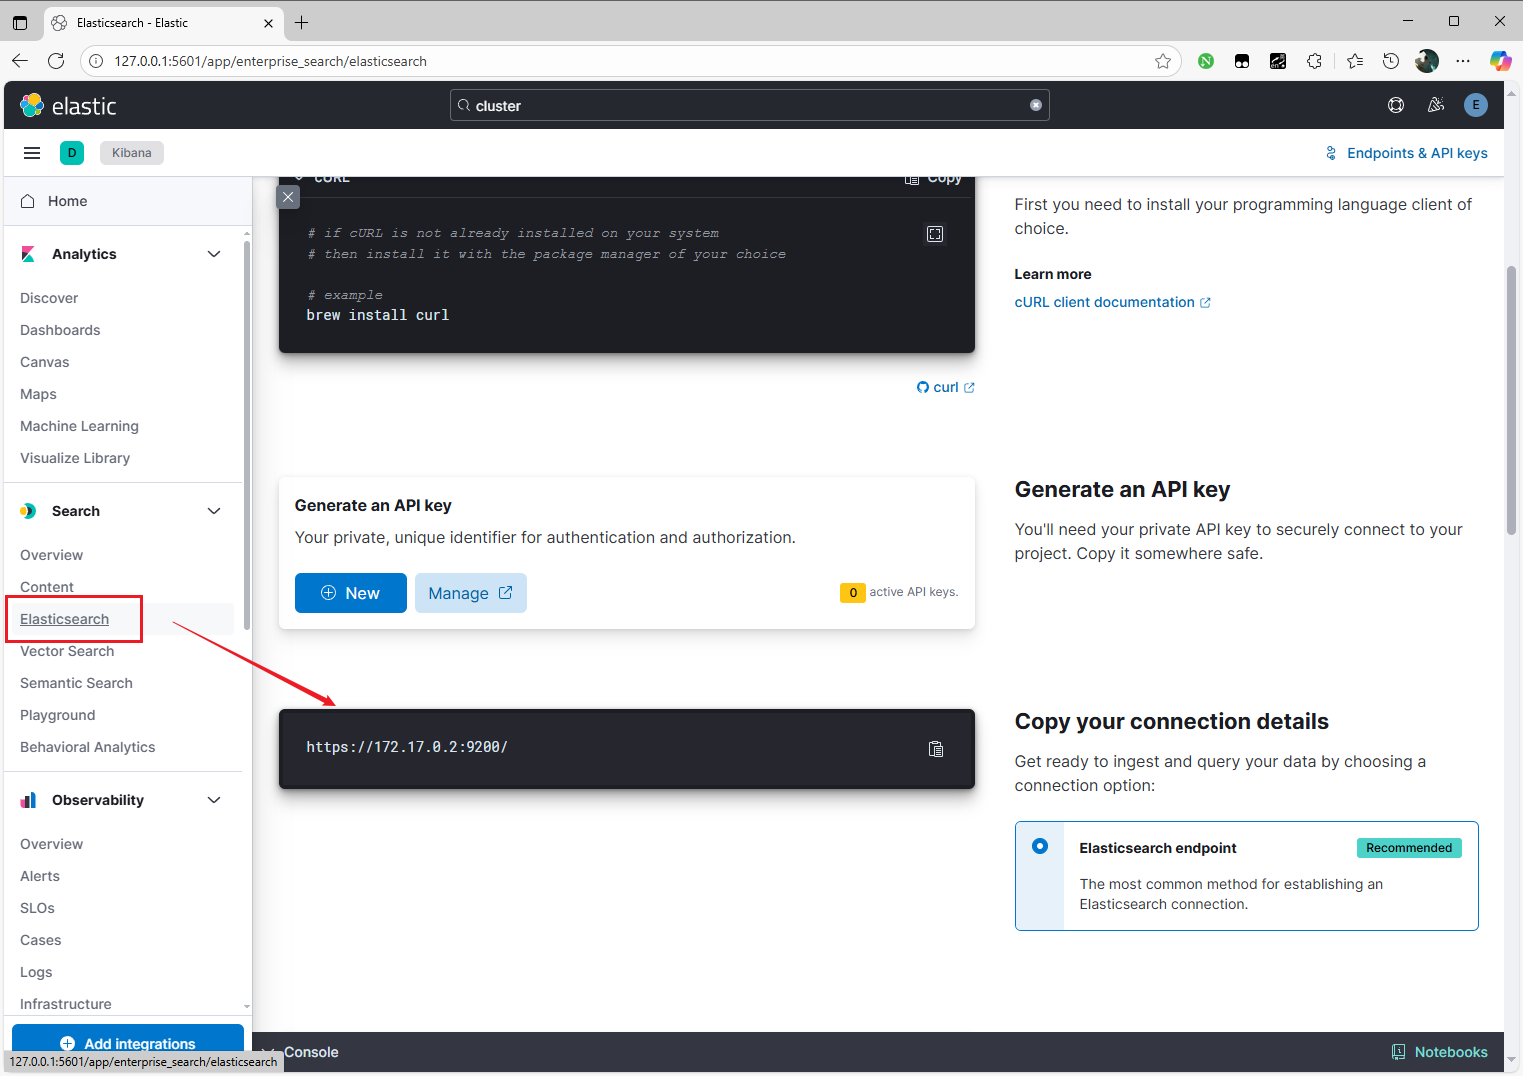 Elasticsearch - Elastic
127.0.0.1:5601/app/enterprise_search/elasticsearch
elastic
cluster
E
D
Kibana
Endpoints & API keys
Home
Analytics
Discover
Dashboards
Canvas
Maps
Machine Learning
Visualize Library
Search
Overview
Content
Elasticsearch
Vector Search
Semantic Search
Playground
Behavioral Analytics
Observability
Overview
Alerts
SLOs
Cases
Logs
Infrastructure
Add integrations
127.0.0.1:5601/app/enterprise_search/elasticsearch
cURL
Copy
# if cURL is not already installed on your system
# then install it with the package manager of your choice
# example
brew install curl
curl
First you need to install your programming language client of
choice.
Learn more
cURL client documentation
Generate an API key
Your private, unique identifier for authentication and authorization.
New
Manage
0 active API keys.
Generate an API key
You'll need your private API key to securely connect to your
project. Copy it somewhere safe.
https://172.17.0.2:9200/
Copy your connection details
Get ready to ingest and query your data by choosing a
connection option:
Elasticsearch endpoint
Recommended
The most common method for establishing an
Elasticsearch connection.
Console
Notebooks